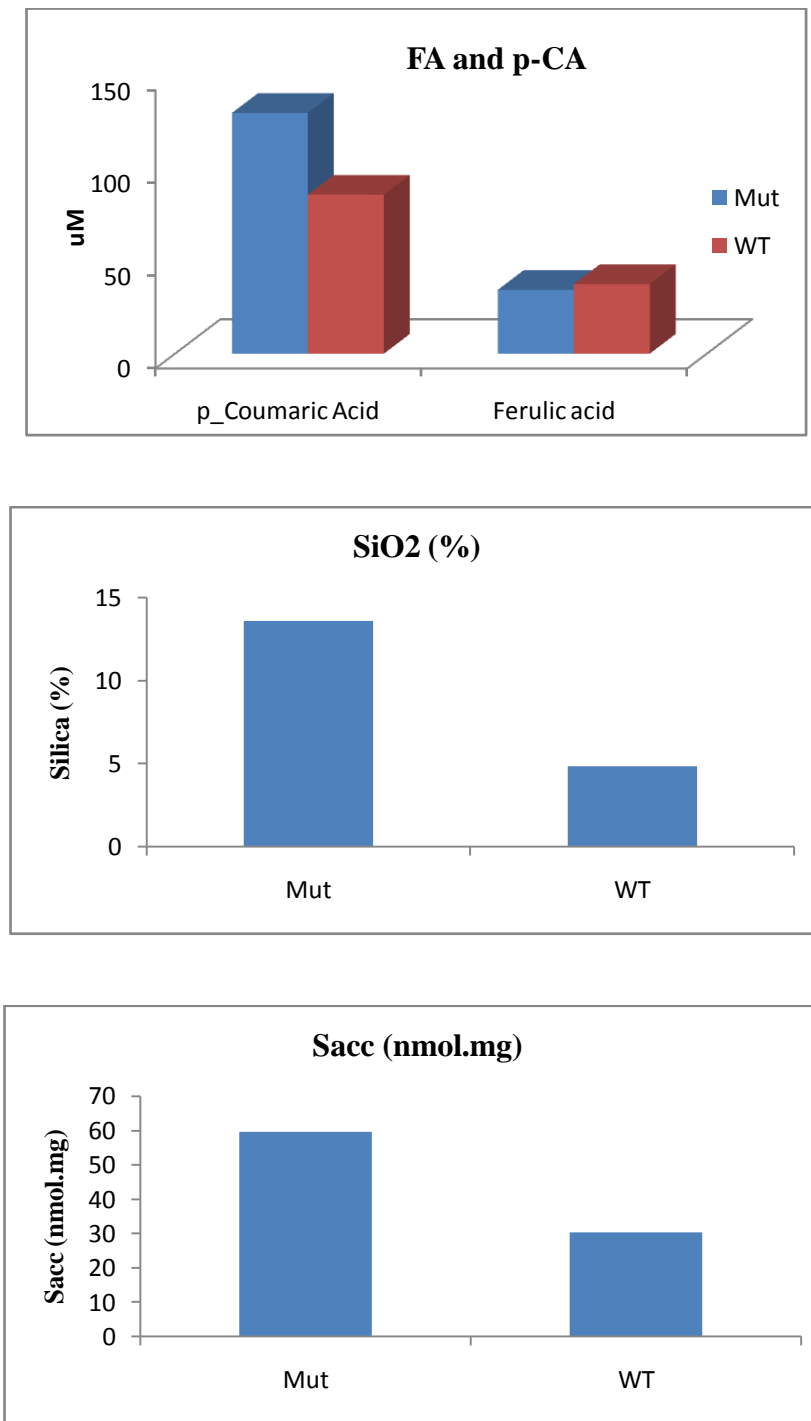 FA and p-CA
150
100
50
0
uM
p_Coumaric Acid
Ferulic acid
Mut
WT
SiO2 (%)
15
10
5
0
Silica (%)
Mut
WT
Sacc (nmol.mg)
70
60
50
40
30
20
10
0
Sacc (nmol.mg)
Mut
WT